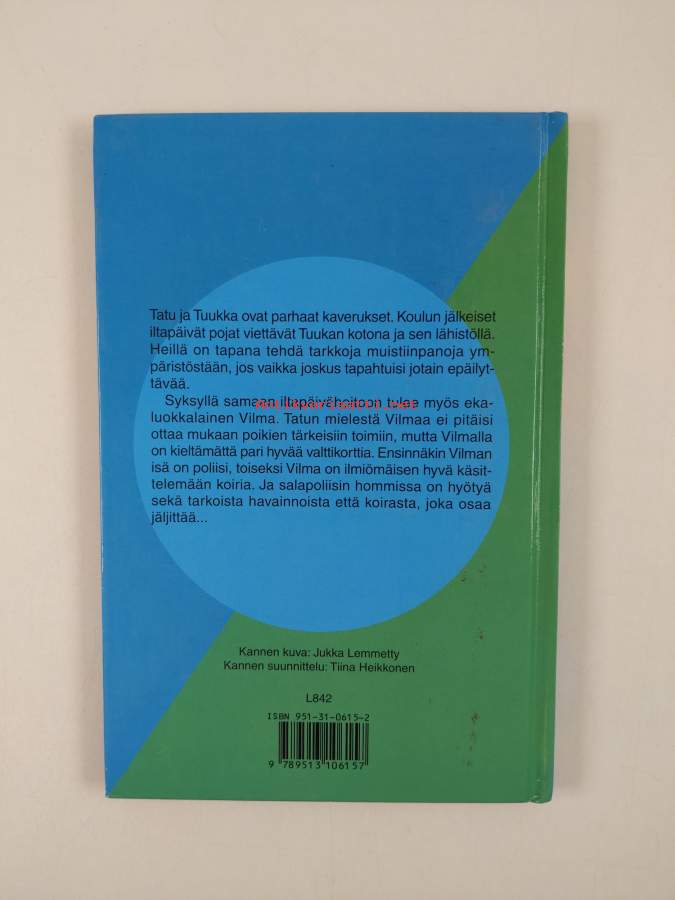 Tatu ja Tuukka ovat parhaat kaverukset. Koulun jälkeiset
iltapäivät pojat viettävät Tuukan kotona ja sen lähistöllä.
Heillä on tapana tehdä tarkkoja muistiinpanoja ym-
päristöstään, jos vaikka joskus tapahtuisi jotain epäilyt-
tävää.
Syksyllä samaan iltapäivähoitoon tulee myös eka-
luokkalainen Vilma. Tatun mielestä Vilmaa ei pitäisi
ottaa mukaan poikien tärkeisiin toimiin, mutta Vilmalla
on kieltämättä pari hyvää valttikorttia. Ensinnäkin Vilman
isä on poliisi, toiseksi Vilma on ilmiömäisen hyvä käsit-
telemään koiria. Ja salapoliisin hommissa on hyötyä
sekä tarkoista havainnoista että koirasta, joka osaa
jäljittää...
Kannen kuva: Jukka Lemmetty
Kannen suunnittelu: Tiina Heikkonen
L842
ISBN 951-31-0615-2
9 789513 106157